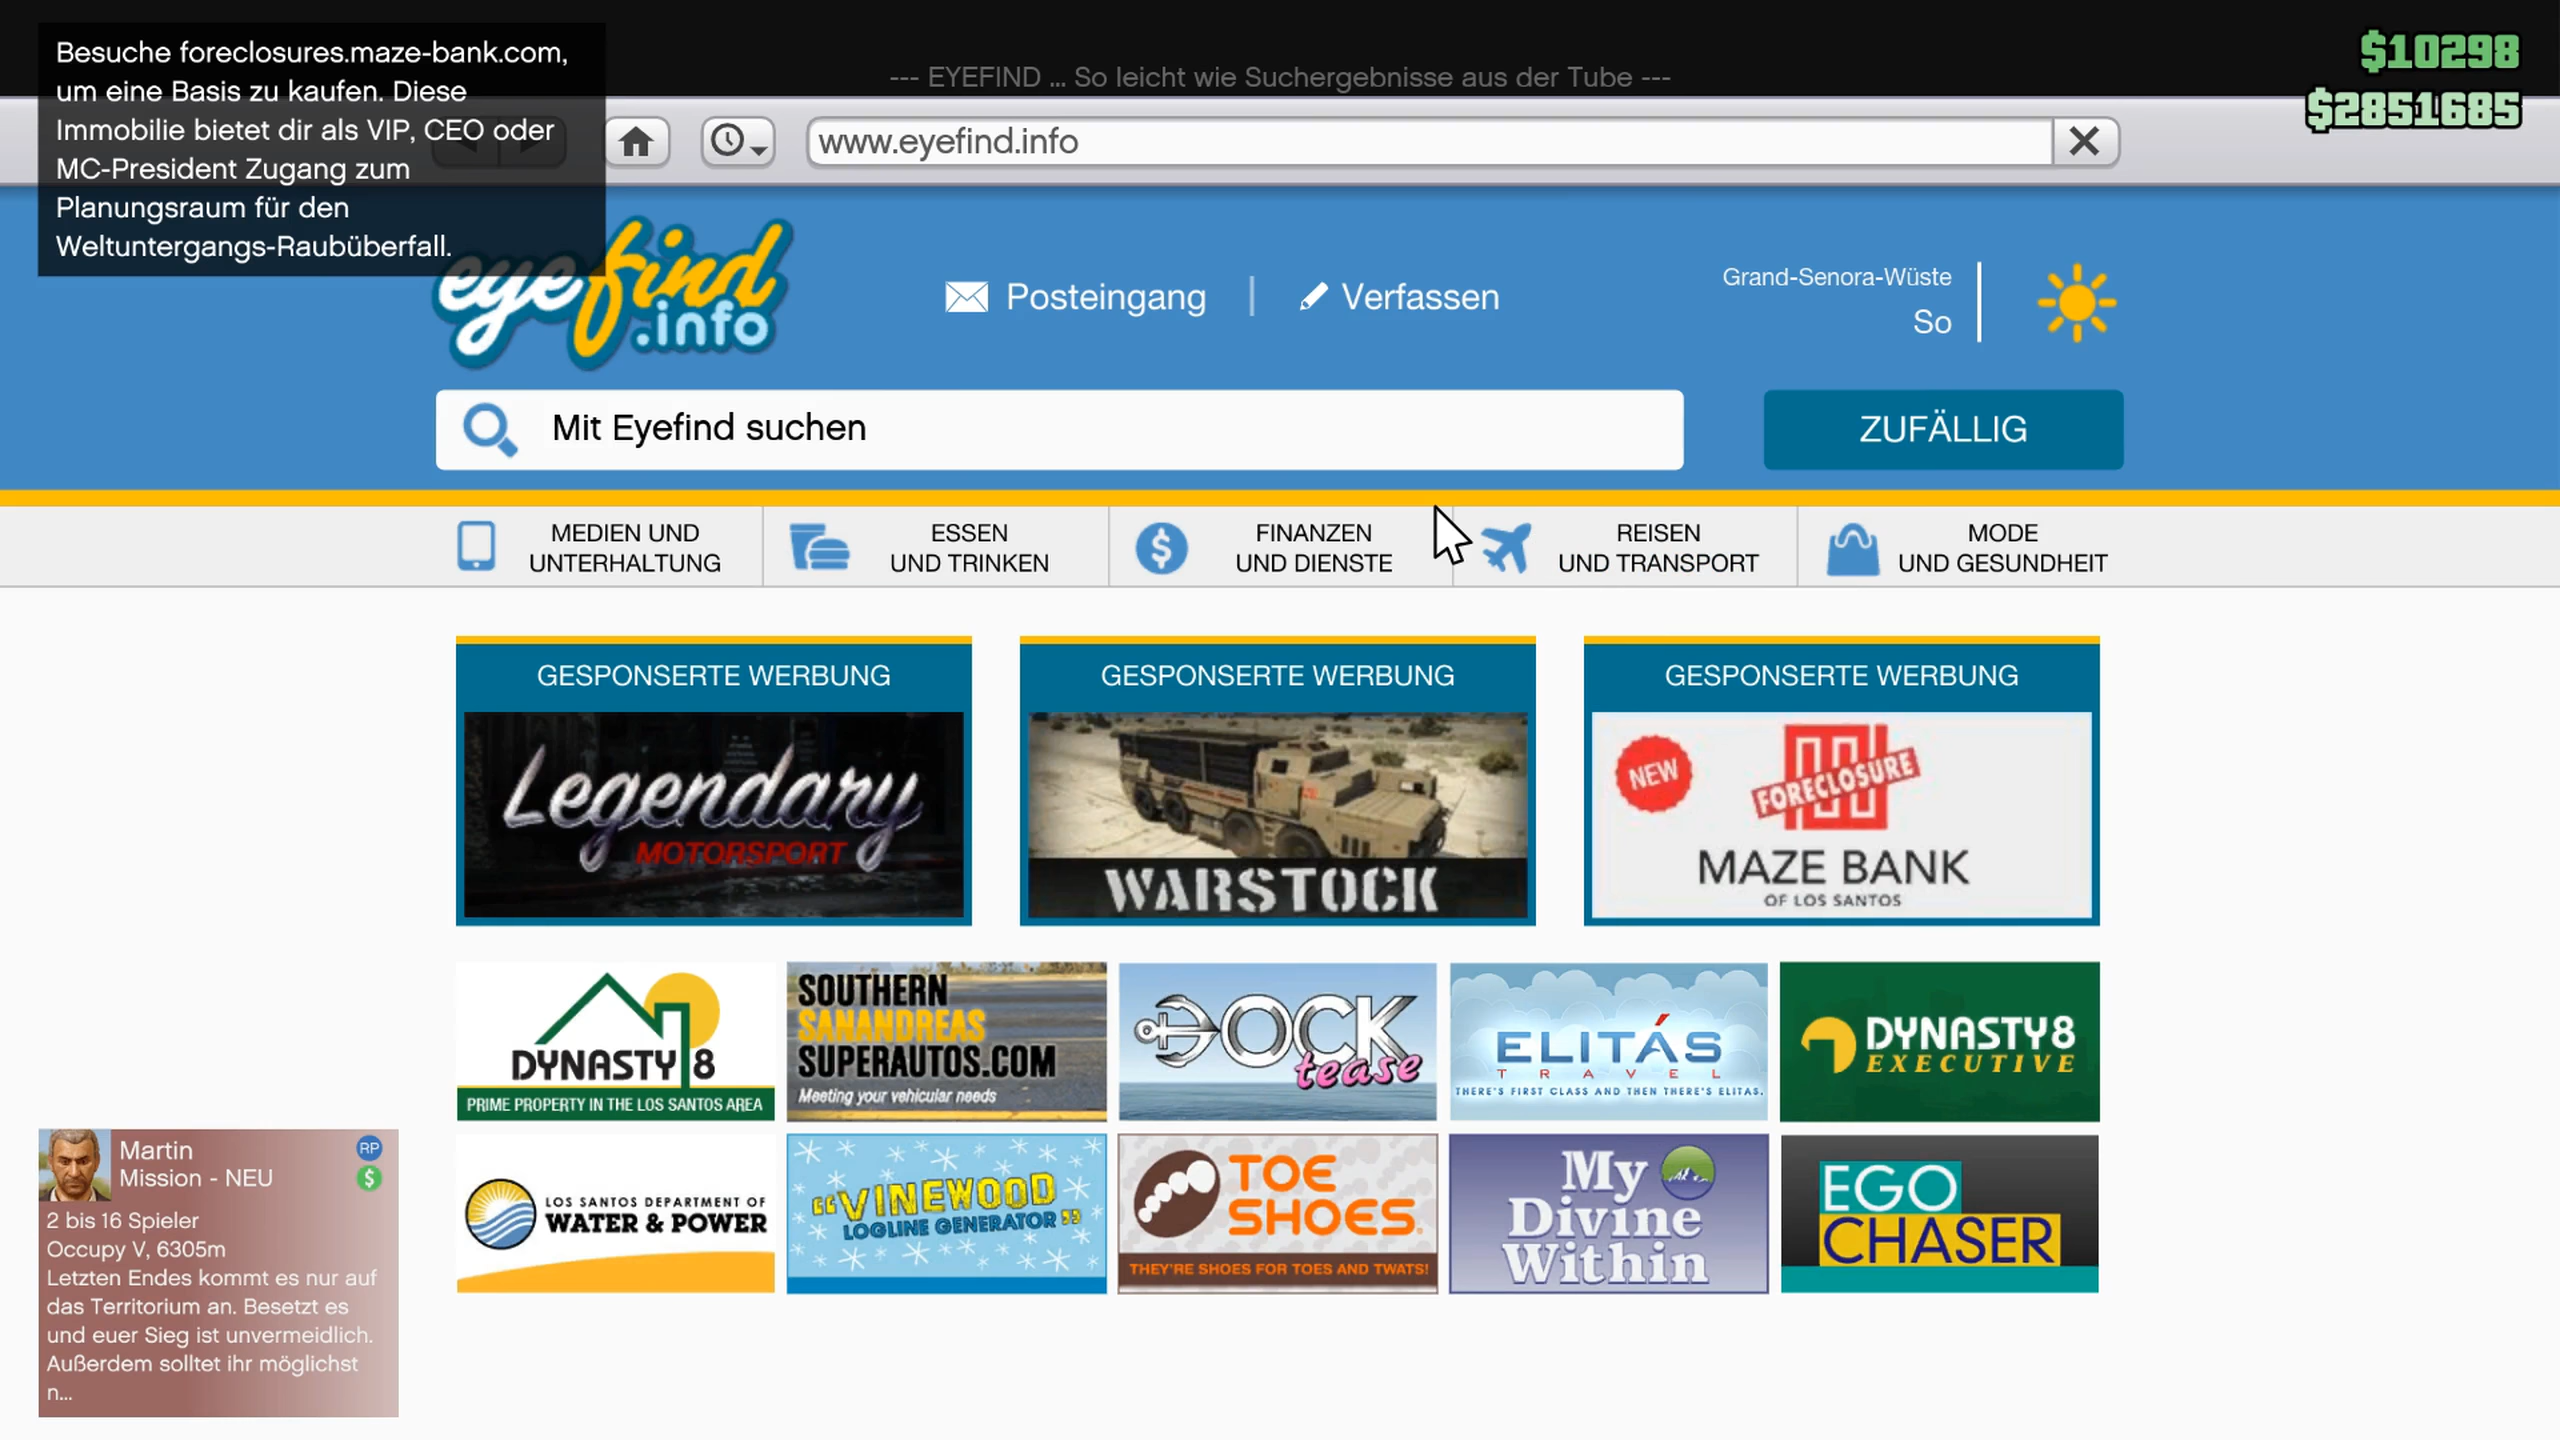 Besuche foreclosures.maze-bank.com,
um eine Basis zu kaufen. Diese
Immobilie bietet dir als VIP, CEO oder
MC-President Zugang zum
Planungsraum für den
Weltuntergangs-Raubüberfall.
--- EYEFIND ... So leicht wie Suchergebnisse aus der Tube ---
$10298
$2851685
www.eyefind.info
eyefind
.info
Posteingang
Verfassen
Grand-Senora-Wüste
So
Mit Eyefind suchen
ZUFÄLLIG
MEDIEN UND
UNTERHALTUNG
ESSEN
UND TRINKEN
FINANZEN
UND DIENSTE
REISEN
UND TRANSPORT
MODE
UND GESUNDHEIT
GESPONSERTE WERBUNG
Legendary
MOTORSPORT
GESPONSERTE WERBUNG
WARSTOCK
GESPONSERTE WERBUNG
NEW
FORECLOSURE
MAZE BANK
OF LOS SANTOS
DYNASTY 8
PRIME PROPERTY IN THE LOS SANTOS AREA
SOUTHERN
SANANDREAS
SUPERAUTOS.COM
Meeting your vehicular needs
DOCK
tease
ELITÁS
TRAVEL
THERE'S FIRST CLASS AND THEN THERE'S ELITAS.
DYNASTY8
EXECUTIVE
LOS SANTOS DEPARTMENT OF
WATER & POWER
"VINEWOOD
LOGLINE GENERATOR"
TOE
SHOES
THEY'RE SHOES FOR TOES AND TWATS!
My
Divine
Within
EGO
CHASER
Martin
RP
Mission - NEU
$
2 bis 16 Spieler
Occupy V, 6305m
Letzten Endes kommt es nur auf
das Territorium an. Besetzt es
und euer Sieg ist unvermeidlich.
Außerdem solltet ihr möglichst
n...